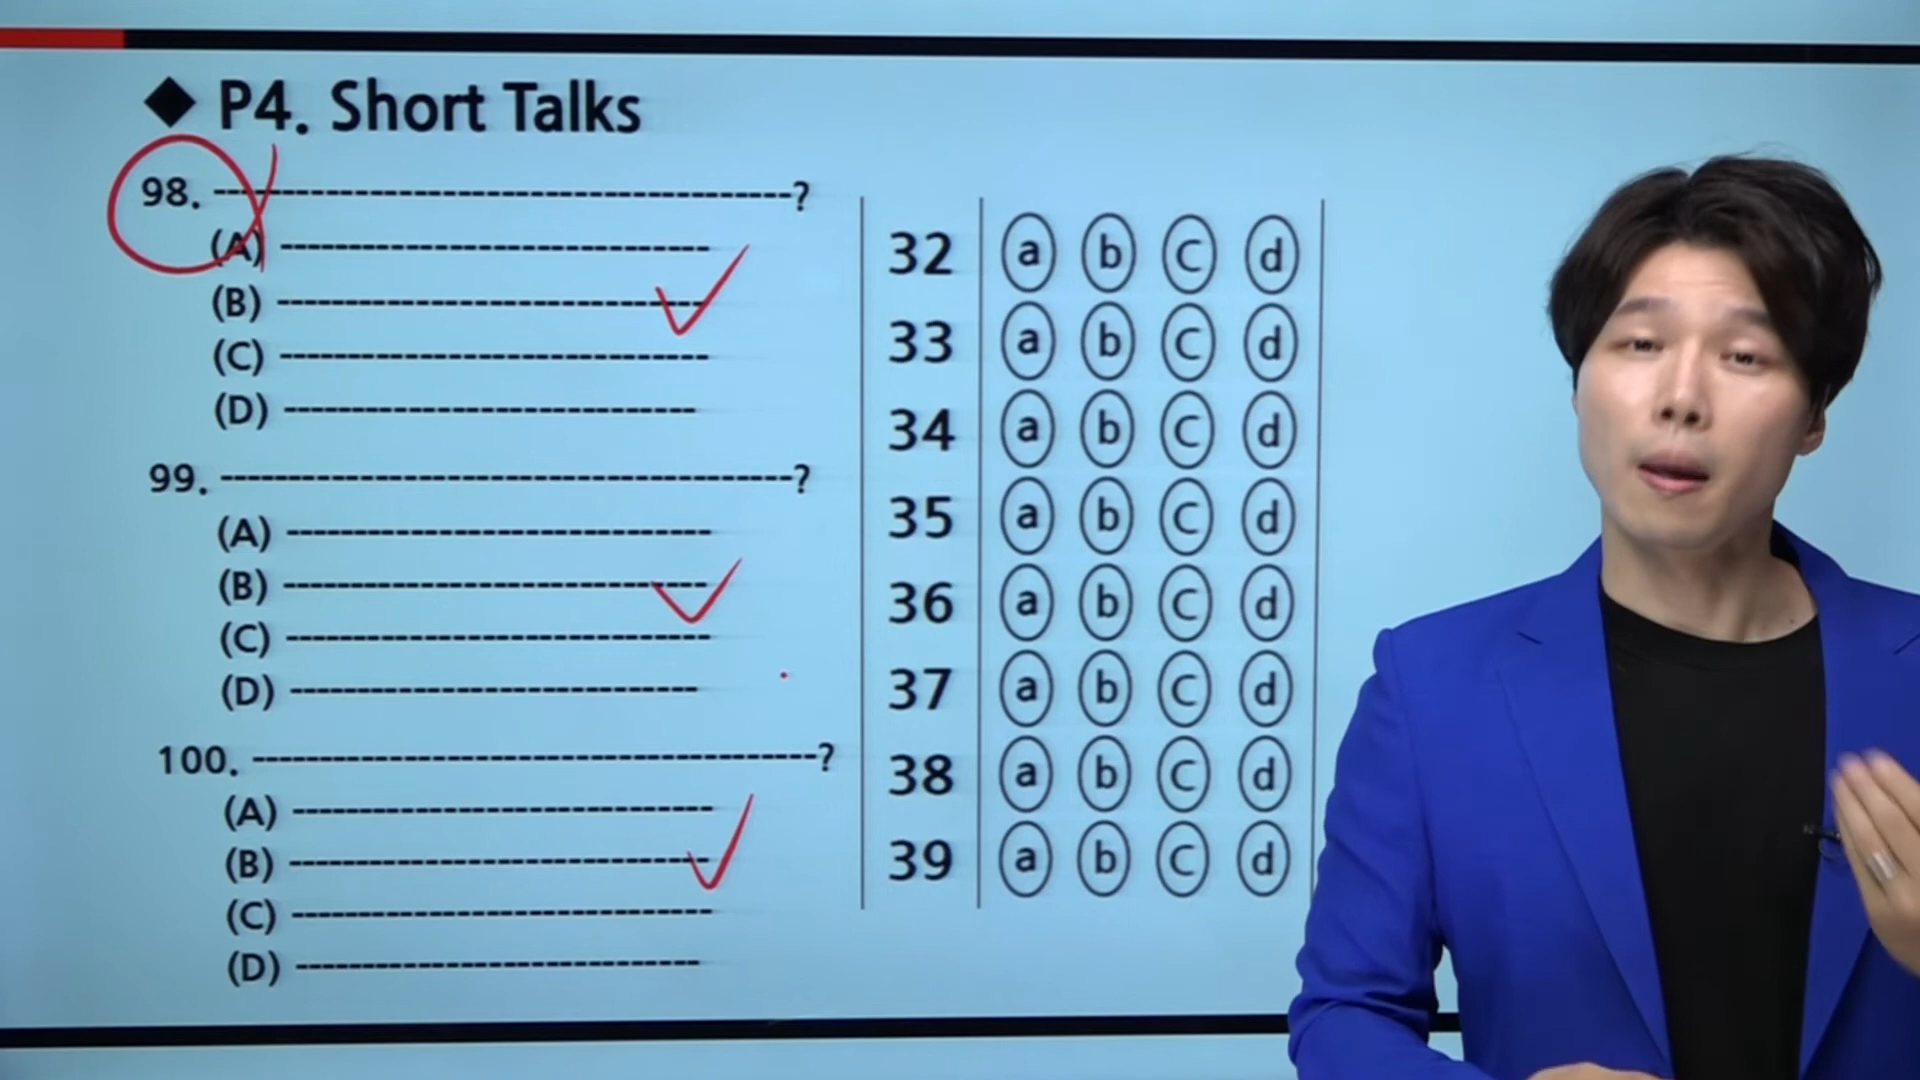 ◆ P4. Short Talks
98. ------------------------------------------?
(A) --------------------------------
(B) --------------------------------
(C) --------------------------------
(D) -------------------------------
99. ------------------------------------------?
(A) --------------------------------
(B) --------------------------------
(C) --------------------------------
(D) -------------------------------
100. -----------------------------------------?
(A) --------------------------------
(B) --------------------------------
(C) --------------------------------
(D) -------------------------------
32 a b c d
33 a b c d
34 a b c d
35 a b c d
36 a b c d
37 a b c d
38 a b c d
39 a b c d